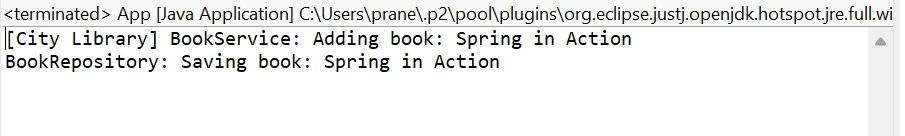 <terminated> App [Java Application] C:\Users\prane\.p2\pool\plugins\org.eclipse.justj.openjdk.hotspot.jre.full.wi
[City Library] BookService: Adding book: Spring in Action
BookRepository: Saving book: Spring in Action